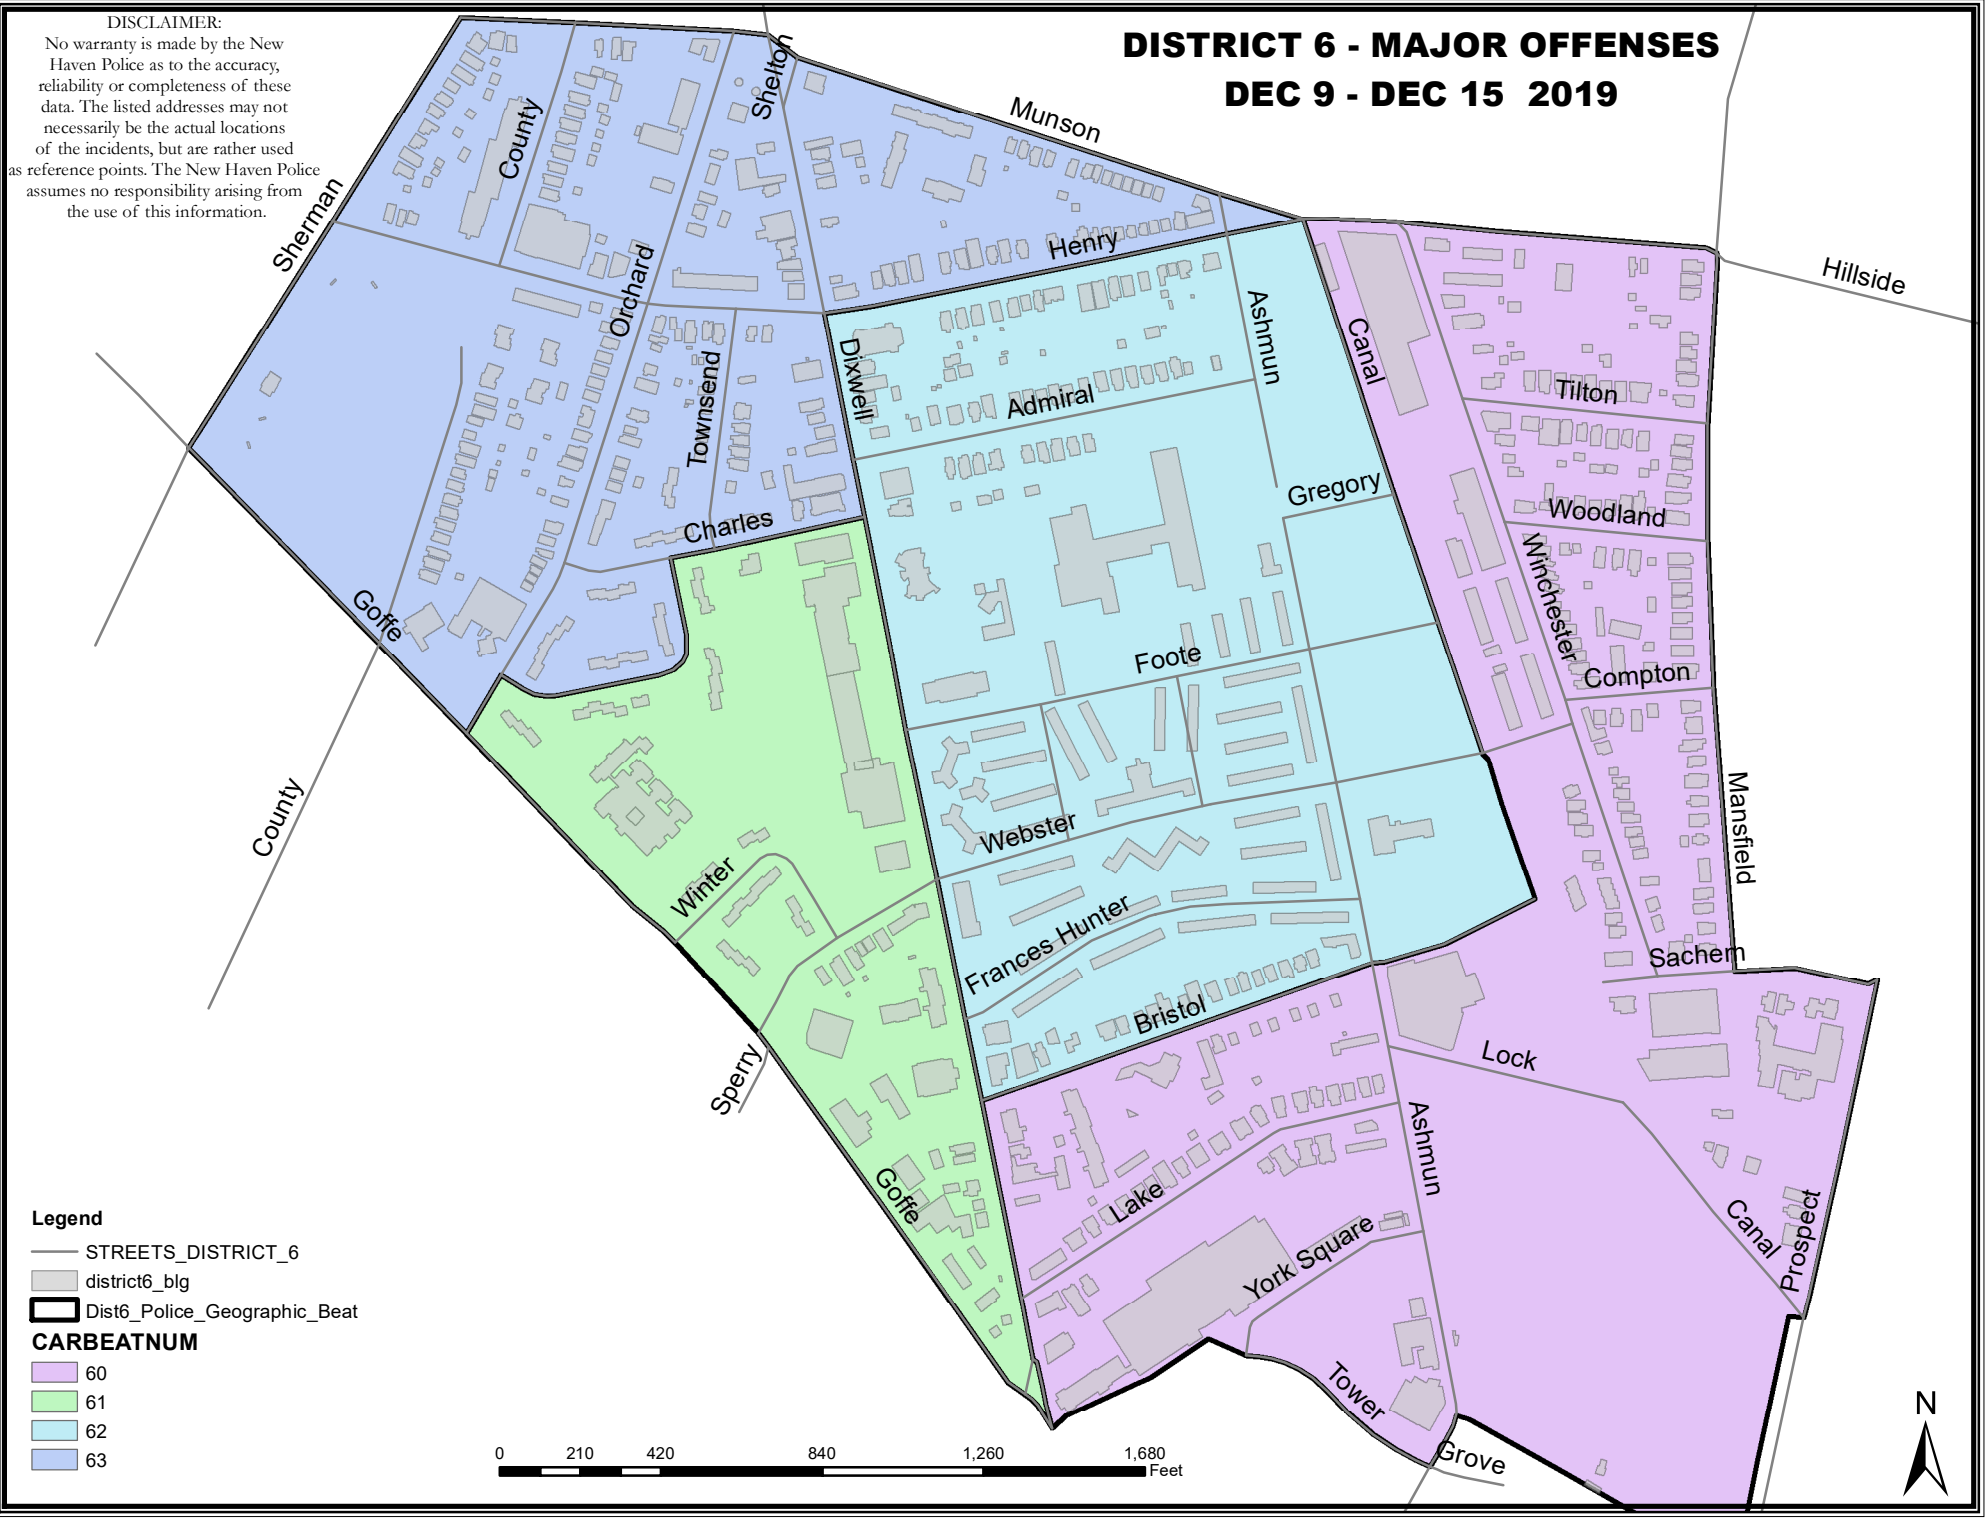 DISCLAIMER:
No warranty is made by the New
Haven Police as to the accuracy,
reliability or completeness of these
data. The listed addresses may not
necessarily be the actual locations
of the incidents, but are rather used
as reference points. The New Haven Police
assumes no responsibility arising from
the use of this information.
DISTRICT 6 - MAJOR OFFENSES
DEC 9 - DEC 15 2019
Shelton
Munson
County
Sherman
Henry
Hillside
Orchard
Ashmun
Canal
Dixwell
Townsend
Admiral
Tilton
Gregory
Charles
Woodland
Winchester
Goffe
Foote
Compton
County
Webster
Mansfield
Winter
Frances Hunter
Sachem
Bristol
Sperry
Lock
Ashmun
Goffe
Lake
Canal
Prospect
York Square
Tower
Grove
Legend
STREETS_DISTRICT_6
district6_blg
Dist6_Police_Geographic_Beat
CARBEATNUM
60
61
62
63
0 210 420 840 1,260 1,680
Feet
N